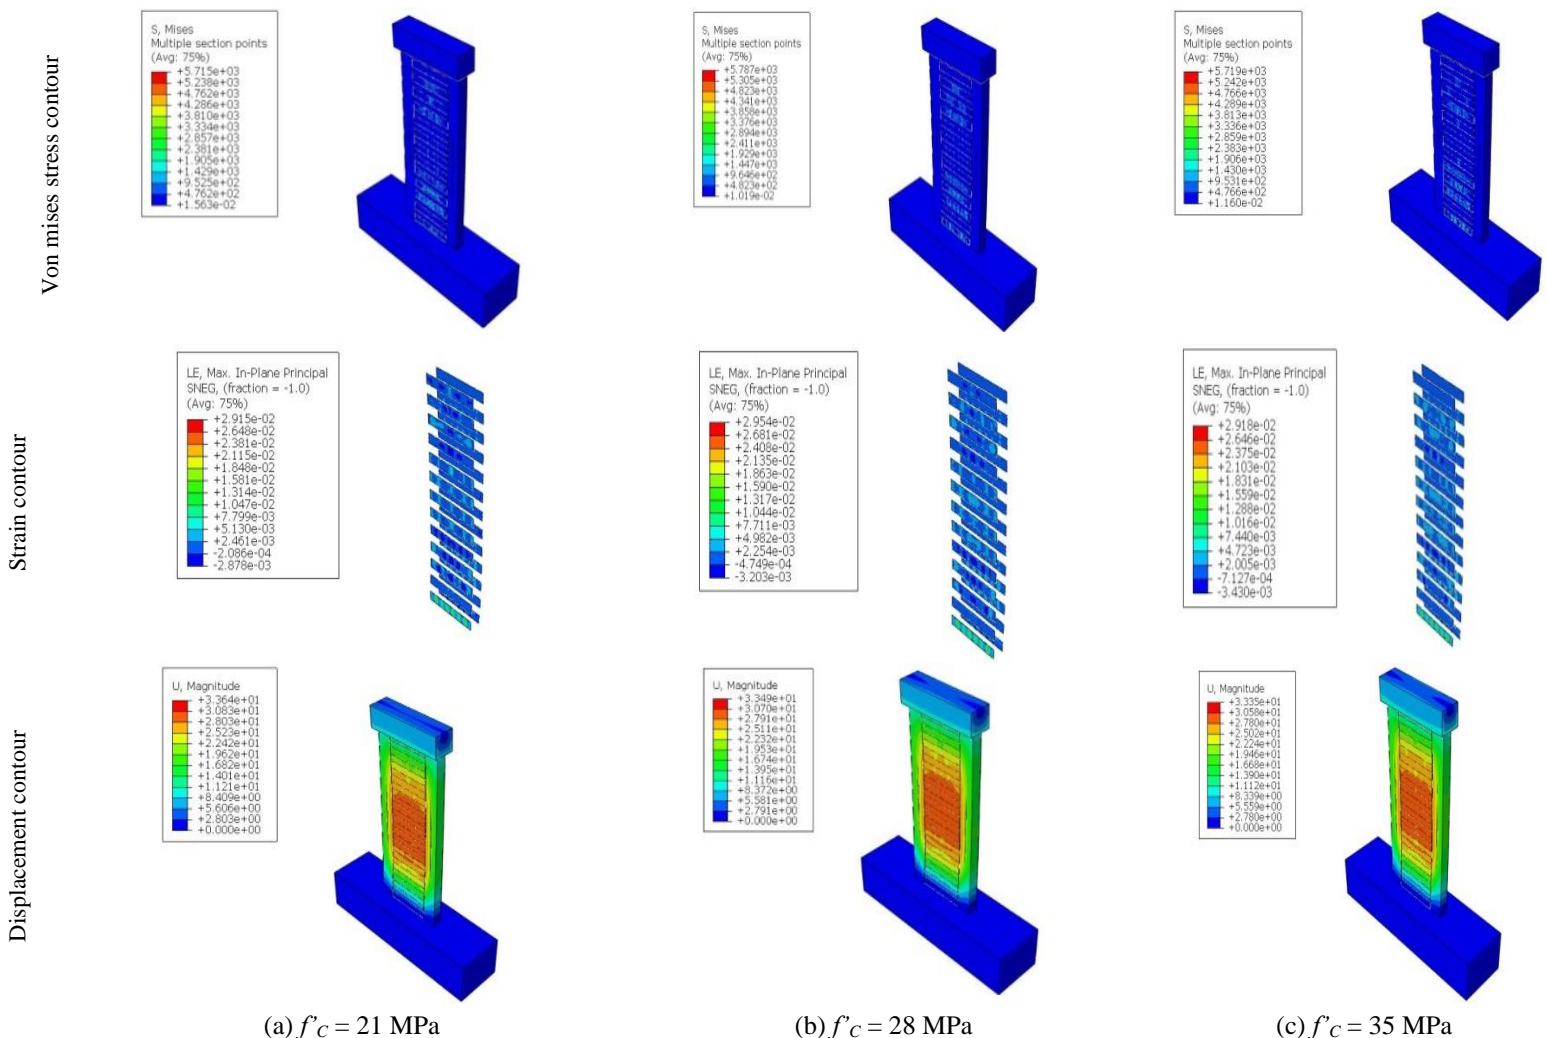 Von mises stress contour
S, Mises
Multiple section points
(Avg: 75%)
+5.715e+03
+5.238e+03
+4.762e+03
+4.286e+03
+3.810e+03
+3.334e+03
+2.857e+03
+2.381e+03
+1.905e+03
+1.429e+03
+9.525e+02
+4.762e+02
+1.563e-02
S, Mises
Multiple section points
(Avg: 75%)
+5.787e+03
+5.305e+03
+4.823e+03
+4.341e+03
+3.858e+03
+3.376e+03
+2.894e+03
+2.411e+03
+1.929e+03
+1.447e+03
+9.646e+02
+4.823e+02
+1.019e-02
S, Mises
Multiple section points
(Avg: 75%)
+5.719e+03
+5.242e+03
+4.766e+03
+4.289e+03
+3.813e+03
+3.336e+03
+2.859e+03
+2.383e+03
+1.906e+03
+1.430e+03
+9.531e+02
+4.766e+02
+1.160e-02
Strain contour
LE, Max. In-Plane Principal
SNEG, (fraction = -1.0)
(Avg: 75%)
+2.915e-02
+2.648e-02
+2.381e-02
+2.115e-02
+1.848e-02
+1.581e-02
+1.314e-02
+1.047e-02
+7.799e-03
+5.130e-03
+2.461e-03
-2.086e-04
-2.878e-03
LE, Max. In-Plane Principal
SNEG, (fraction = -1.0)
(Avg: 75%)
+2.954e-02
+2.681e-02
+2.408e-02
+2.135e-02
+1.863e-02
+1.590e-02
+1.317e-02
+1.044e-02
+7.711e-03
+4.982e-03
+2.254e-03
-4.749e-04
-3.203e-03
LE, Max. In-Plane Principal
SNEG, (fraction = -1.0)
(Avg: 75%)
+2.918e-02
+2.646e-02
+2.375e-02
+2.103e-02
+1.831e-02
+1.559e-02
+1.288e-02
+1.016e-02
+7.440e-03
+4.723e-03
+2.005e-03
-7.127e-04
-3.430e-03
Displacement contour
U, Magnitude
+3.364e+01
+3.083e+01
+2.803e+01
+2.523e+01
+2.242e+01
+1.962e+01
+1.682e+01
+1.401e+01
+1.121e+01
+8.409e+00
+5.606e+00
+2.803e+00
+0.000e+00
U, Magnitude
+3.349e+01
+3.070e+01
+2.791e+01
+2.511e+01
+2.232e+01
+1.953e+01
+1.674e+01
+1.395e+01
+1.116e+01
+8.372e+00
+5.581e+00
+2.791e+00
+0.000e+00
U, Magnitude
+3.335e+01
+3.058e+01
+2.780e+01
+2.502e+01
+2.224e+01
+1.946e+01
+1.668e+01
+1.390e+01
+1.112e+01
+8.339e+00
+5.559e+00
+2.780e+00
+0.000e+00
(a) f’C = 21 MPa
(b) f’C = 28 MPa
(c) f’C = 35 MPa